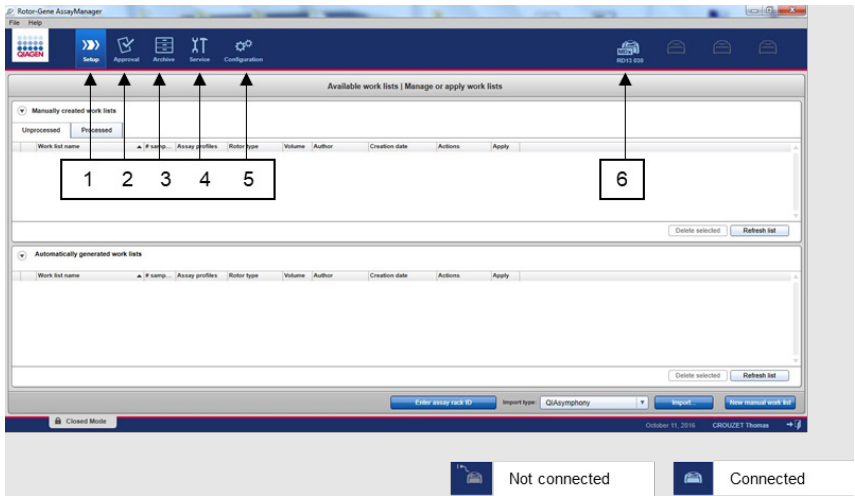 Rotor-Gene AssayManager
File Help
QIAGEN
Setup Approval Archive Service Configuration
RD13 030
Available work lists | Manage or apply work lists
Manually created work lists
Unprocessed Processed
Work list name # samp... Assay profiles Rotor type Volume Author Creation date Actions Apply
1 2 3 4 5 6
Delete selected Refresh list
Automatically generated work lists
Work list name # samp... Assay profiles Rotor type Volume Author Creation date Actions Apply
Delete selected Refresh list
Enter assay rack ID Import type: QIAsymphony Import... New manual work list
Closed Mode October 11, 2016 CROUZET Thomas
Not connected Connected